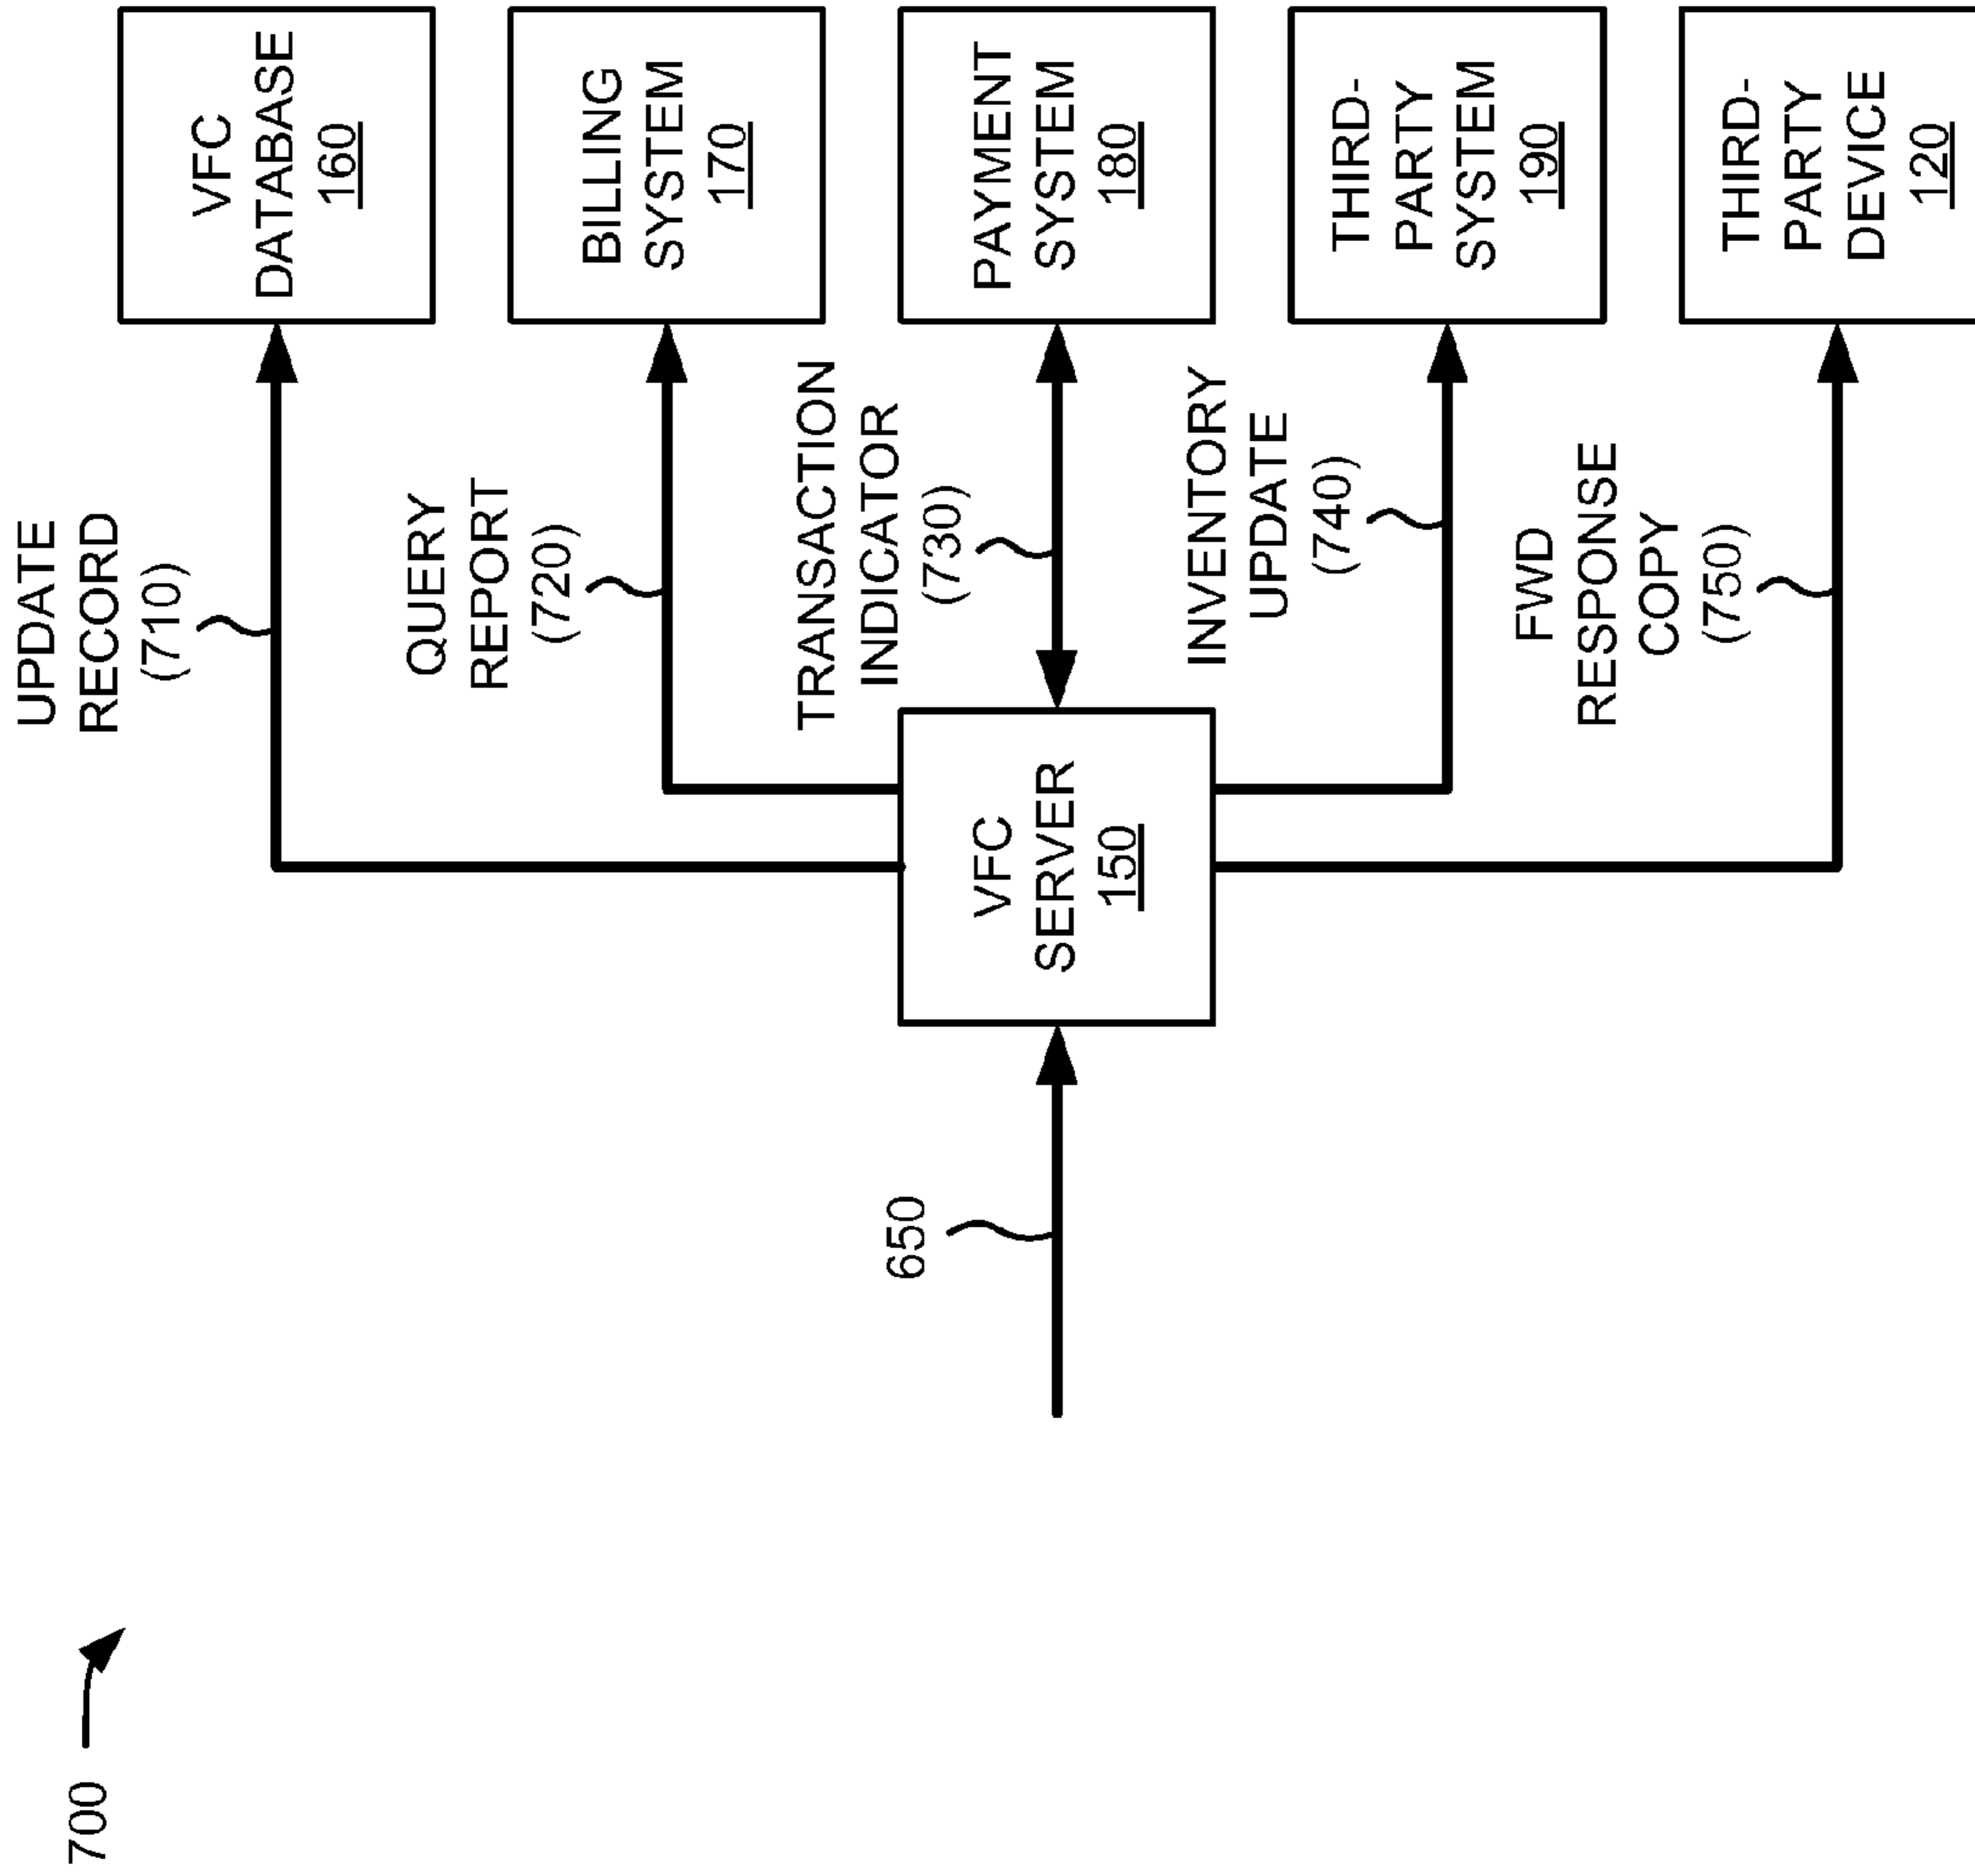 700
650
VFC
SERVER
150
UPDATE
RECORD
(710)
VFC
DATABASE
160
QUERY
REPORT
(720)
BILLING
SYSTEM
170
TRANSACTION
INDICATOR
(730)
PAYMENT
SYSTEM
180
INVENTORY
UPDATE
(740)
THIRD-
PARTY
SYSTEM
190
FWD
RESPONSE
COPY
(750)
THIRD-
PARTY
DEVICE
120